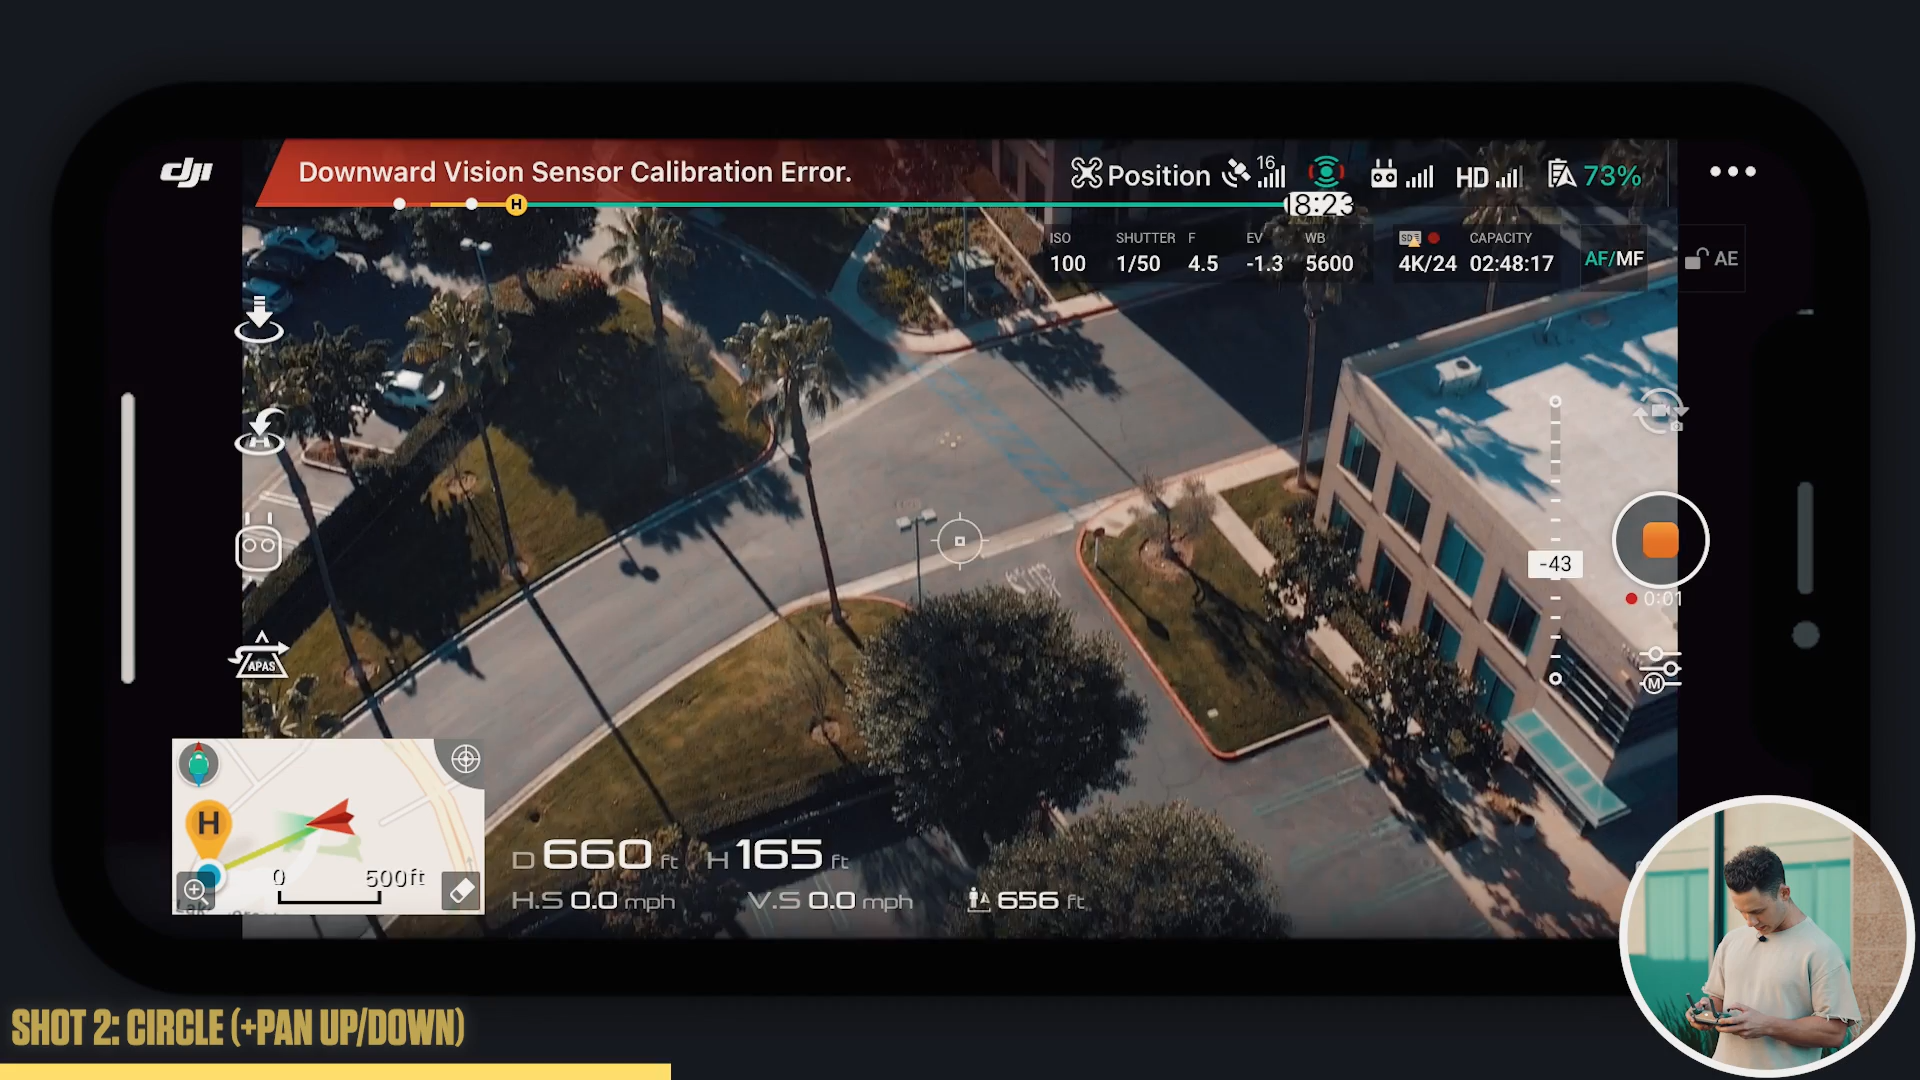 dji
Downward Vision Sensor Calibration Error.
Position
16
HD
73%
H
18:23
ISO
100
SHUTTER
1/50
F
4.5
EV
-1.3
WB
5600
SD
4K/24
CAPACITY
02:48:17
AF/MF
AE
H
APAS
-43
0:01
M
H
0
500ft
D 660 ft
H 165 ft
H.S 0.0 mph
V.S 0.0 mph
656 ft
SHOT 2: CIRCLE (+PAN UP/DOWN)